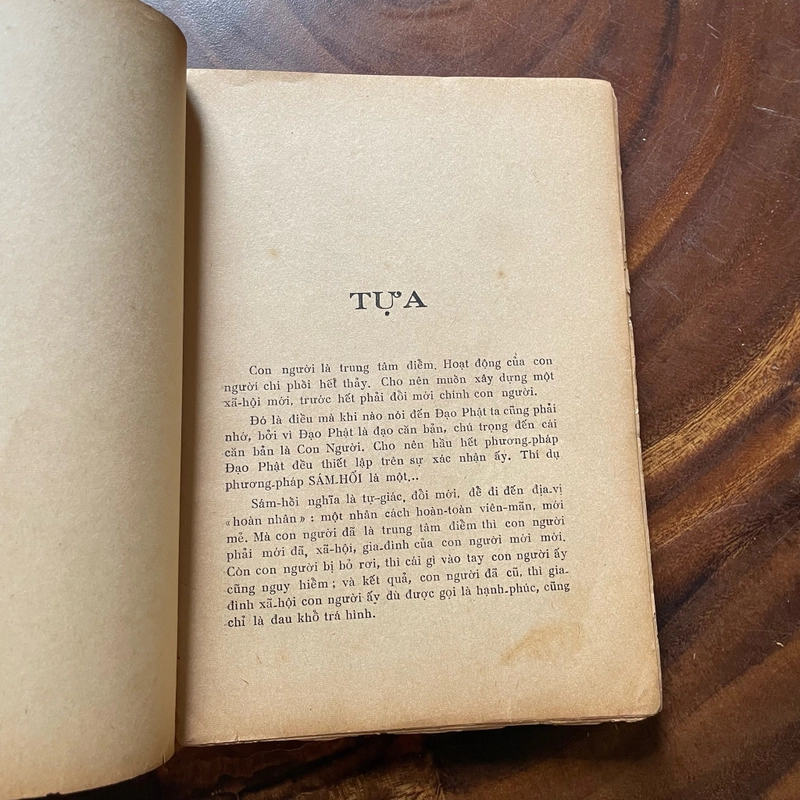 TỰA
Con người là trung tâm điểm. Hoạt động của con
người chi phối hết thảy. Cho nên muốn xây dựng một
xã-hội mới, trước hết phải đổi mới chính con người.
Đó là điều mà khi nào nói đến Đạo Phật ta cũng phải
nhớ, bởi vì Đạo Phật là đạo căn bản, chú trọng đến cái
căn bản là Con Người. Cho nên hầu hết phương-pháp
Đạo Phật đều thiết lập trên sự xác nhận ấy. Thí dụ
phương-pháp SÁM-HỐI là một...
Sám-hối nghĩa là tự-giác, đổi mới, để đi đến địa-vị
«hoàn nhân» : một nhân cách hoàn-toàn viên-mãn, mới
mẻ. Mà con người đã là trung tâm điểm thì con người
phải mới đã, xã-hội, gia-đình của con người mới mới.
Còn con người bị bỏ rơi, thì cái gì vào tay con người ấy
cũng nguy hiểm ; và kết quả, con người đã cũ, thì gia-
đình xã-hội con người ấy dù được gọi là hạnh-phúc, cũng
chỉ là đau khổ trá hình.